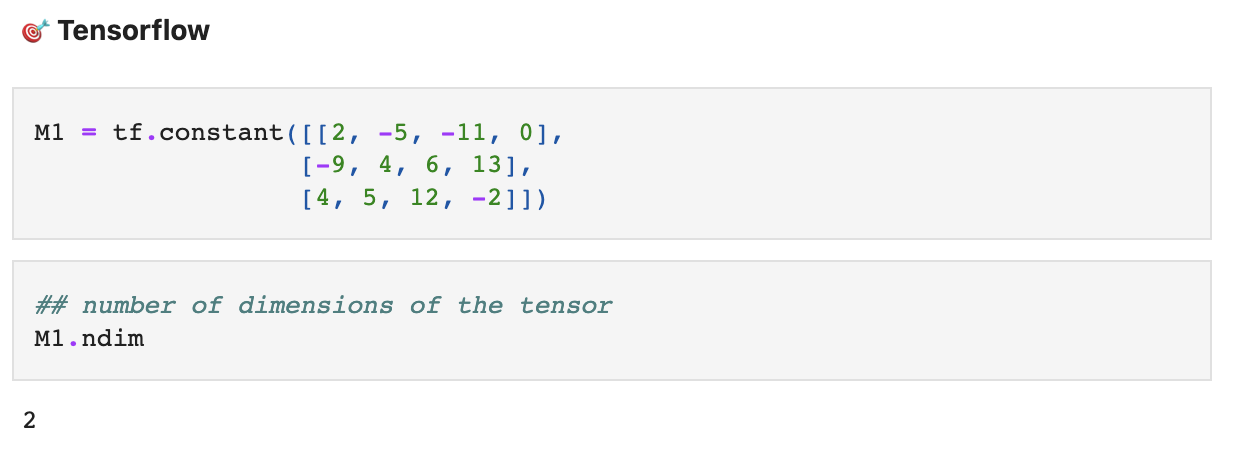 🎯 Tensorflow
M1 = tf.constant([[2, -5, -11, 0],
[-9, 4, 6, 13],
[4, 5, 12, -2]])
## number of dimensions of the tensor
M1.ndim
2